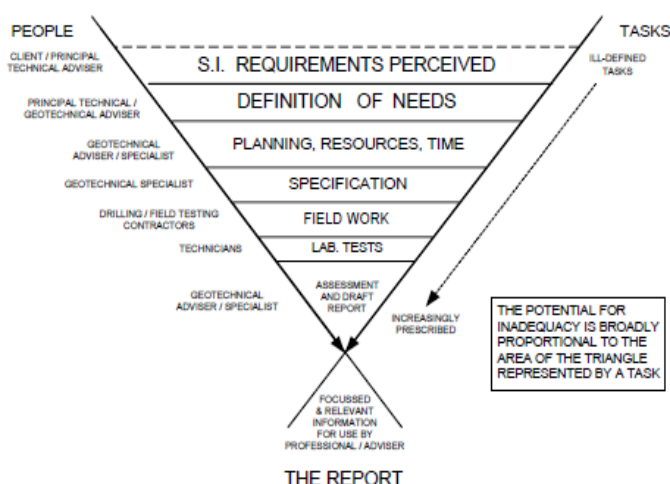 PEOPLE
TASKS
CLIENT / PRINCIPAL
TECHNICAL ADVISER
S.I. REQUIREMENTS PERCEIVED
ILL-DEFINED
TASKS
PRINCIPAL TECHNICAL /
GEOTECHNICAL ADVISER
DEFINITION OF NEEDS
GEOTECHNICAL
ADVISER / SPECIALIST
PLANNING, RESOURCES, TIME
GEOTECHNICAL SPECIALIST
SPECIFICATION
DRILLING / FIELD TESTING
CONTRACTORS
FIELD WORK
TECHNICIANS
LAB. TESTS
GEOTECHNICAL
ADVISER / SPECIALIST
ASSESSMENT
AND DRAFT
REPORT
INCREASINGLY
PRESCRIBED
THE POTENTIAL FOR
INADEQUACY IS BROADLY
PROPORTIONAL TO THE
AREA OF THE TRIANGLE
REPRESENTED BY A TASK
FOCUSSED
& RELEVANT
INFORMATION
FOR USE BY
PROFESSIONAL / ADVISER
THE REPORT